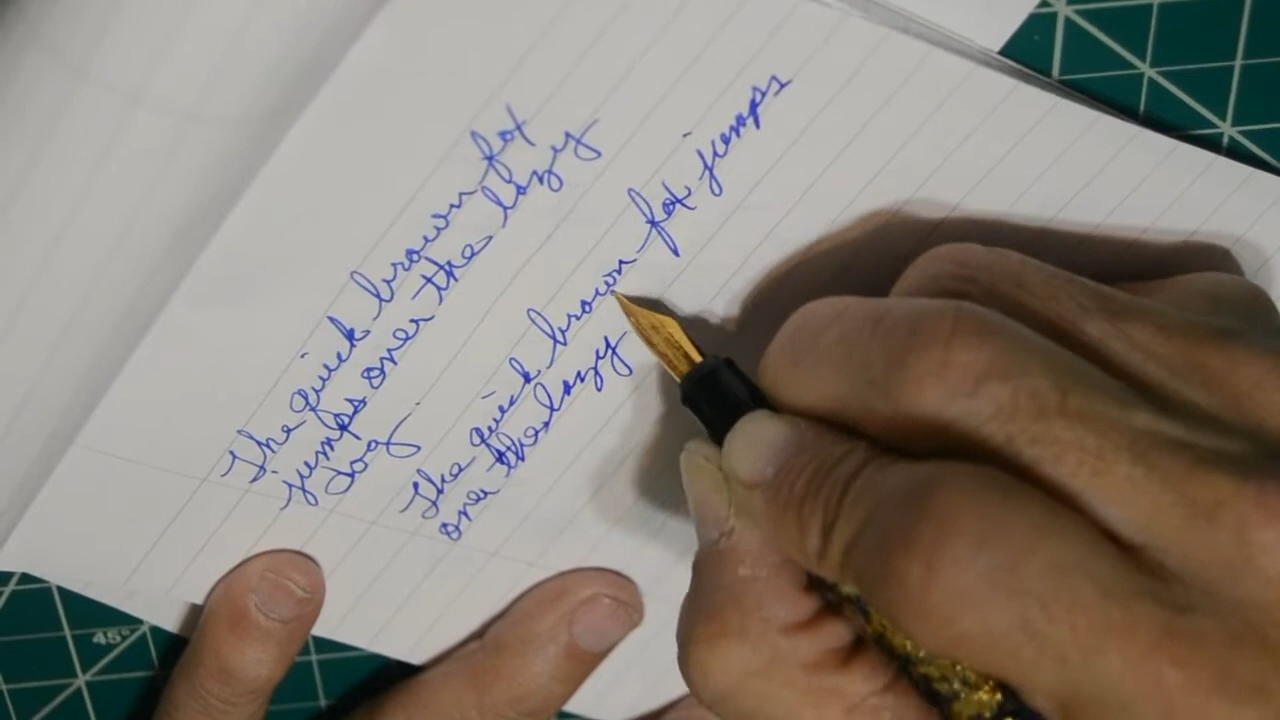 The quick brown fox
jumps over the lazy
dog.
The quick brown fox jumps
over the lazy
45°